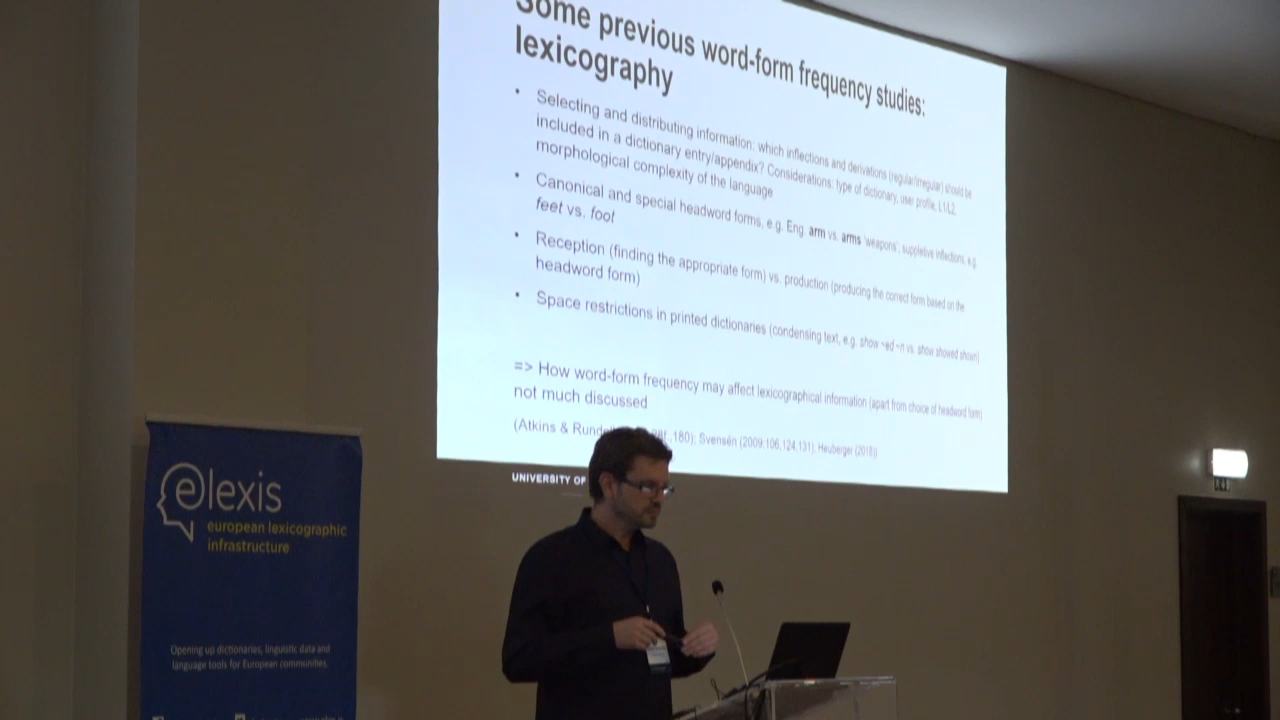 Some previous word-form frequency studies:
lexicography
• Selecting and distributing information: which inflections and derivations (regular/irregular) should be
included in a dictionary entry/appendix? Considerations: type of dictionary, user profile, L1/L2,
morphological complexity of the language
• Canonical and special headword forms, e.g. Eng. arm vs. arms 'weapons'; suppletive inflections, e.g.
feet vs. foot
• Reception (finding the appropriate form) vs. production (producing the correct form based on the
headword form)
• Space restrictions in printed dictionaries (condensing text, e.g. show ~ed ~n vs. show showed shown)
=> How word-form frequency may affect lexicographical information (apart from choice of headword form)
not much discussed
(Atkins & Runde ,180); Svensén (2009:106,124,131); Heuberger (2018))
UNIVERSITY OF
elexis
european lexicographic
infrastructure
Opening up dictionaries, linguistic data and
language tools for European communities.